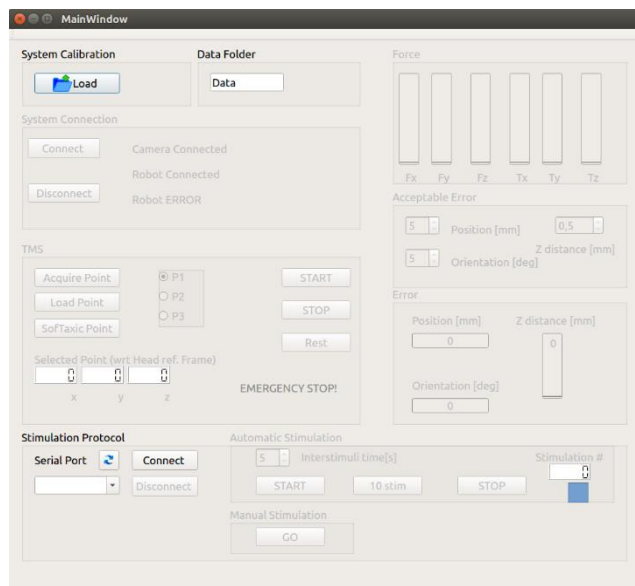 MainWindow
System Calibration
Load
Data Folder
Data
System Connection
Connect
Camera Connected
Robot Connected
Disconnect
Robot ERROR
Force
Fx Fy Fz Tx Ty Tz
Acceptable Error
5 Position [mm] 0,5
Z distance [mm]
5 Orientation [deg]
TMS
Acquire Point
Load Point
SofTaxic Point
P1
P2
P3
START
STOP
Rest
Selected Point (wrt Head ref. Frame)
0 0 0
x y z
EMERGENCY STOP!
Error
Position [mm] Z distance [mm]
0 0
Orientation [deg]
0
Stimulation Protocol
Serial Port Connect
Disconnect
Automatic Stimulation
5 Interstimuli time[s] Stimulation #
0
START 10 stim STOP
Manual Stimulation
GO